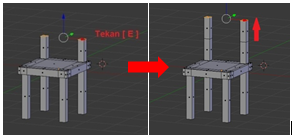 Tekan [ E ]